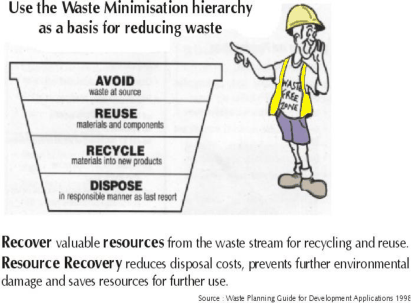 Use the Waste Minimisation hierarchy
as a basis for reducing waste
AVOID
waste at source
REUSE
materials and components
RECYCLE
materials into new products
DISPOSE
in responsible manner as last resort
WASTE
FREE
ZONE
Recover valuable resources from the waste stream for recycling and reuse.
Resource Recovery reduces disposal costs, prevents further environmental
damage and saves resources for further use.
Source : Waste Planning Guide for Development Applications 1998